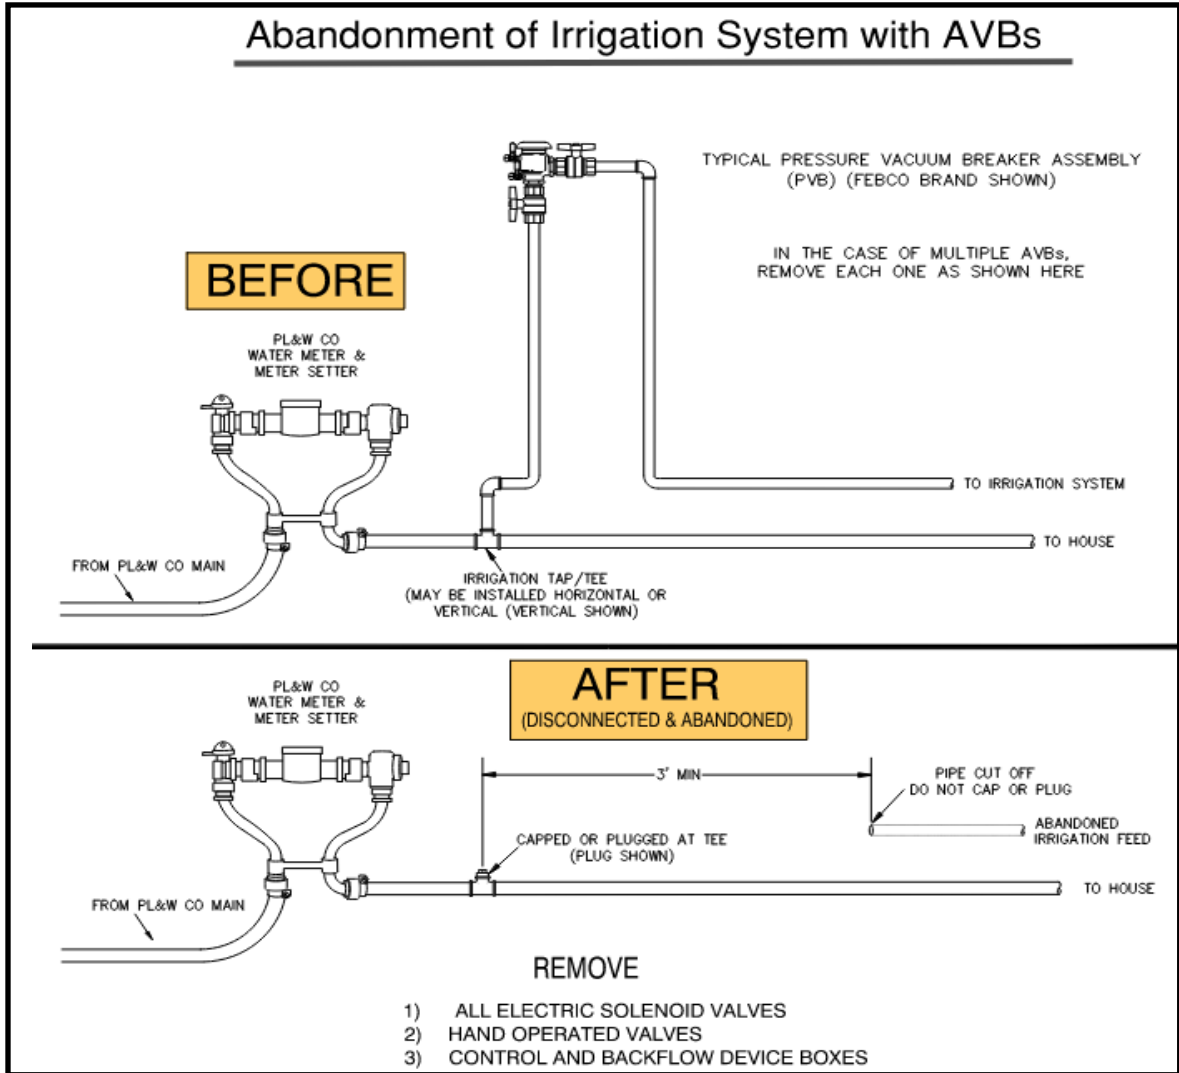 Abandonment of Irrigation System with AVBs
TYPICAL PRESSURE VACUUM BREAKER ASSEMBLY
(PVB) (FEBCO BRAND SHOWN)
IN THE CASE OF MULTIPLE AVBs,
REMOVE EACH ONE AS SHOWN HERE
BEFORE
PL&W CO
WATER METER &
METER SETTER
TO IRRIGATION SYSTEM
TO HOUSE
FROM PL&W CO MAIN
IRRIGATION TAP/TEE
(MAY BE INSTALLED HORIZONTAL OR
VERTICAL (VERTICAL SHOWN)
AFTER
(DISCONNECTED & ABANDONED)
PL&W CO
WATER METER &
METER SETTER
3' MIN
PIPE CUT OFF
DO NOT CAP OR PLUG
ABANDONED
IRRIGATION FEED
CAPPED OR PLUGGED AT TEE
(PLUG SHOWN)
TO HOUSE
FROM PL&W CO MAIN
REMOVE
1) ALL ELECTRIC SOLENOID VALVES
2) HAND OPERATED VALVES
3) CONTROL AND BACKFLOW DEVICE BOXES